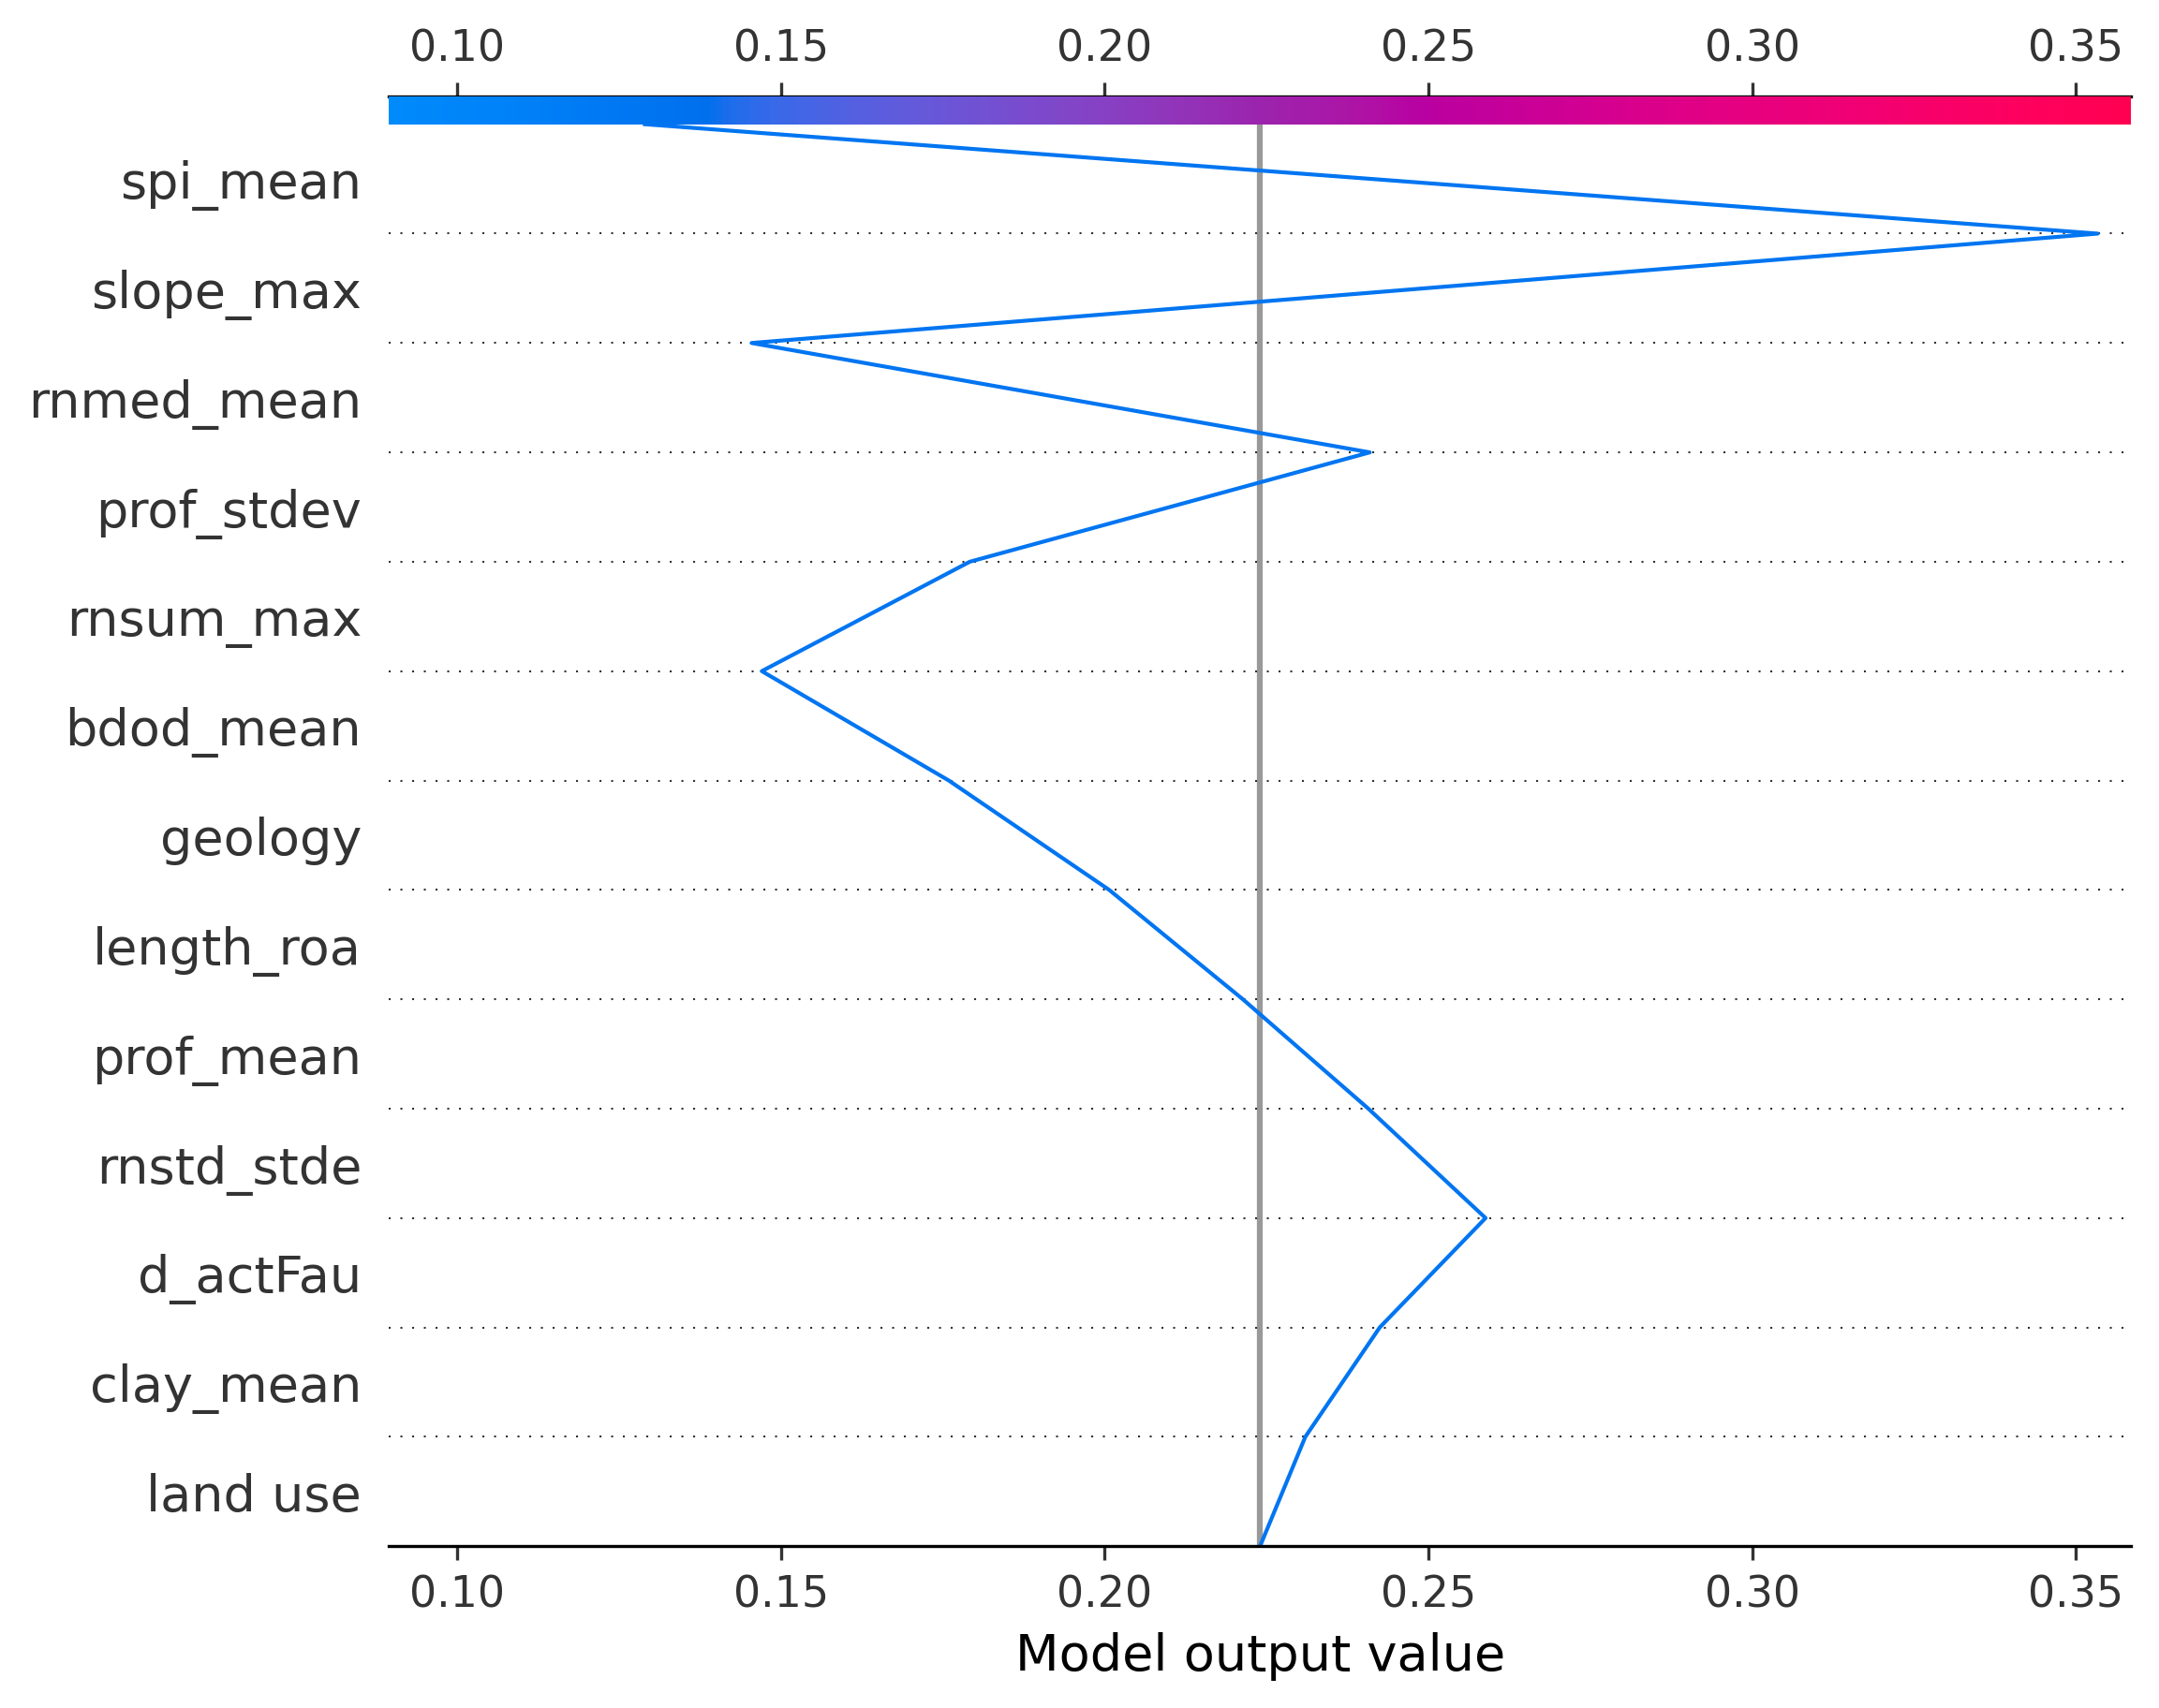 0.10 0.15 0.20 0.25 0.30 0.35
spi_mean
slope_max
rnmed_mean
prof_stdev
rnsum_max
bdod_mean
geology
length_roa
prof_mean
rnstd_stde
d_actFau
clay_mean
land use
0.10 0.15 0.20 0.25 0.30 0.35
Model output value